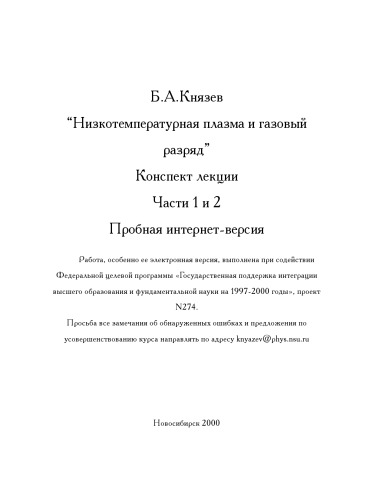 Б.А.Князев
“Низкотемпературная плазма и газовый
разряд”
Конспект лекции
Части 1 и 2
Пробная интернет-версия
Работа, особенно ее электронная версия, выполнена при содействии
Федеральной целевой программы «Государственная поддержка интеграции
высшего образования и фундаментальной науки на 1997-2000 годы», проект
N274.
Просьба все замечания об обнаруженных ошибках и предложения по
усовершенствованию курса направлять по адресу knyazev@phys.nsu.ru
Новосибирск 2000